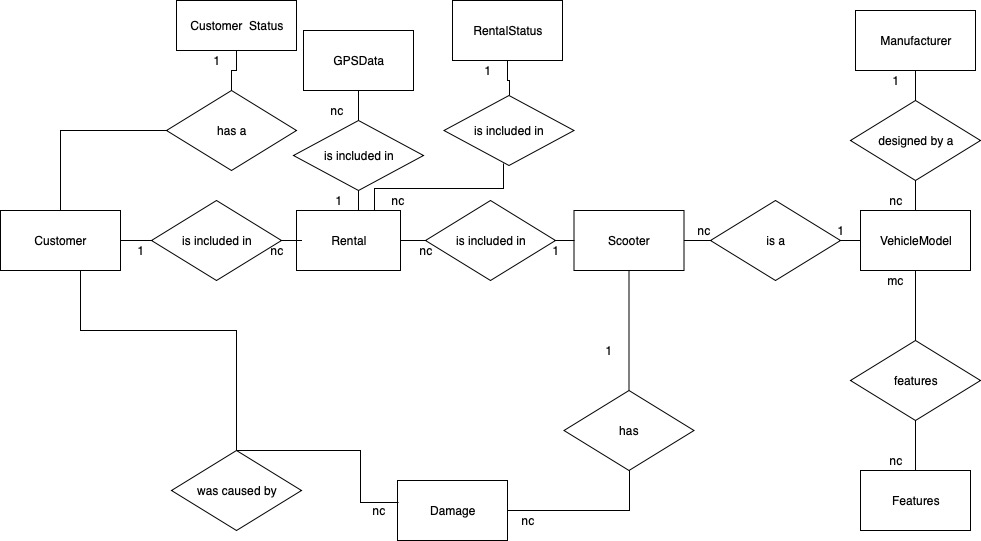 Customer Status
RentalStatus
Manufacturer
1
GPSData
1
1
nc
has a
is included in
designed by a
is included in
1
nc
nc
Customer
1
is included in
nc
Rental
nc
is included in
1
Scooter
nc
is a
1
VehicleModel
mc
1
features
has
nc
was caused by
nc
Damage
nc
Features